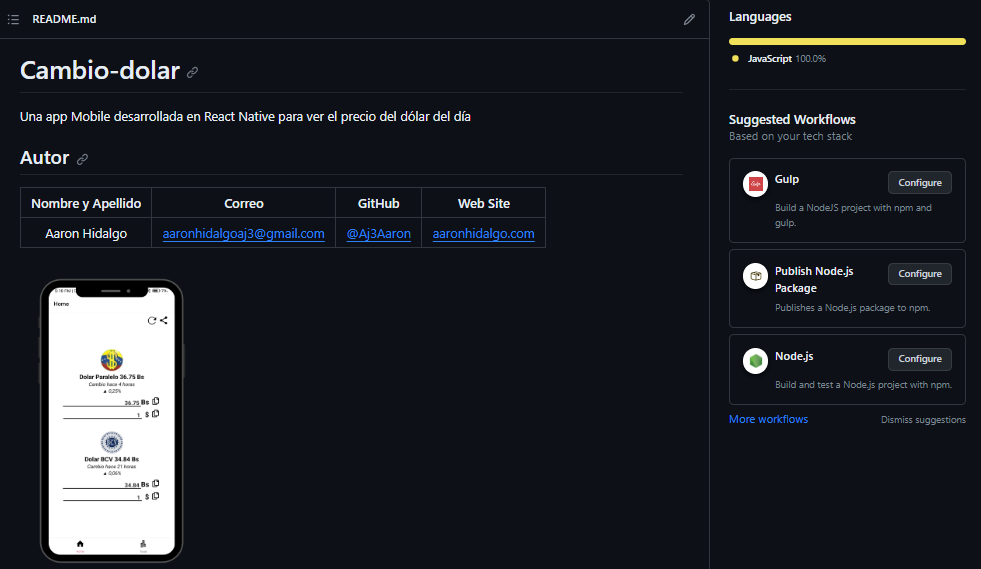 README.md
Cambio-dolar
Una app Mobile desarrollada en React Native para ver el precio del dólar del día
Autor
Nombre y Apellido Correo GitHub Web Site
Aaron Hidalgo aaronhidalgoaj3@gmail.com @Aj3Aaron aaronhidalgo.com
Home
Dolar Paralelo 36.75 Bs
Cambio hace 4 horas
▲ 0,25%
36.75 Bs
1 $
Dolar BCV 34.84 Bs
Cambio hace 21 horas
▲ 0,06%
34.84 Bs
1 $
Languages
JavaScript 100.0%
Suggested Workflows
Based on your tech stack
Gulp
Configure
Build a NodeJS project with npm and
gulp.
Publish Node.js
Package
Configure
Publishes a Node.js package to npm.
Node.js
Configure
Build and test a Node.js project with npm.
More workflows
Dismiss suggestions